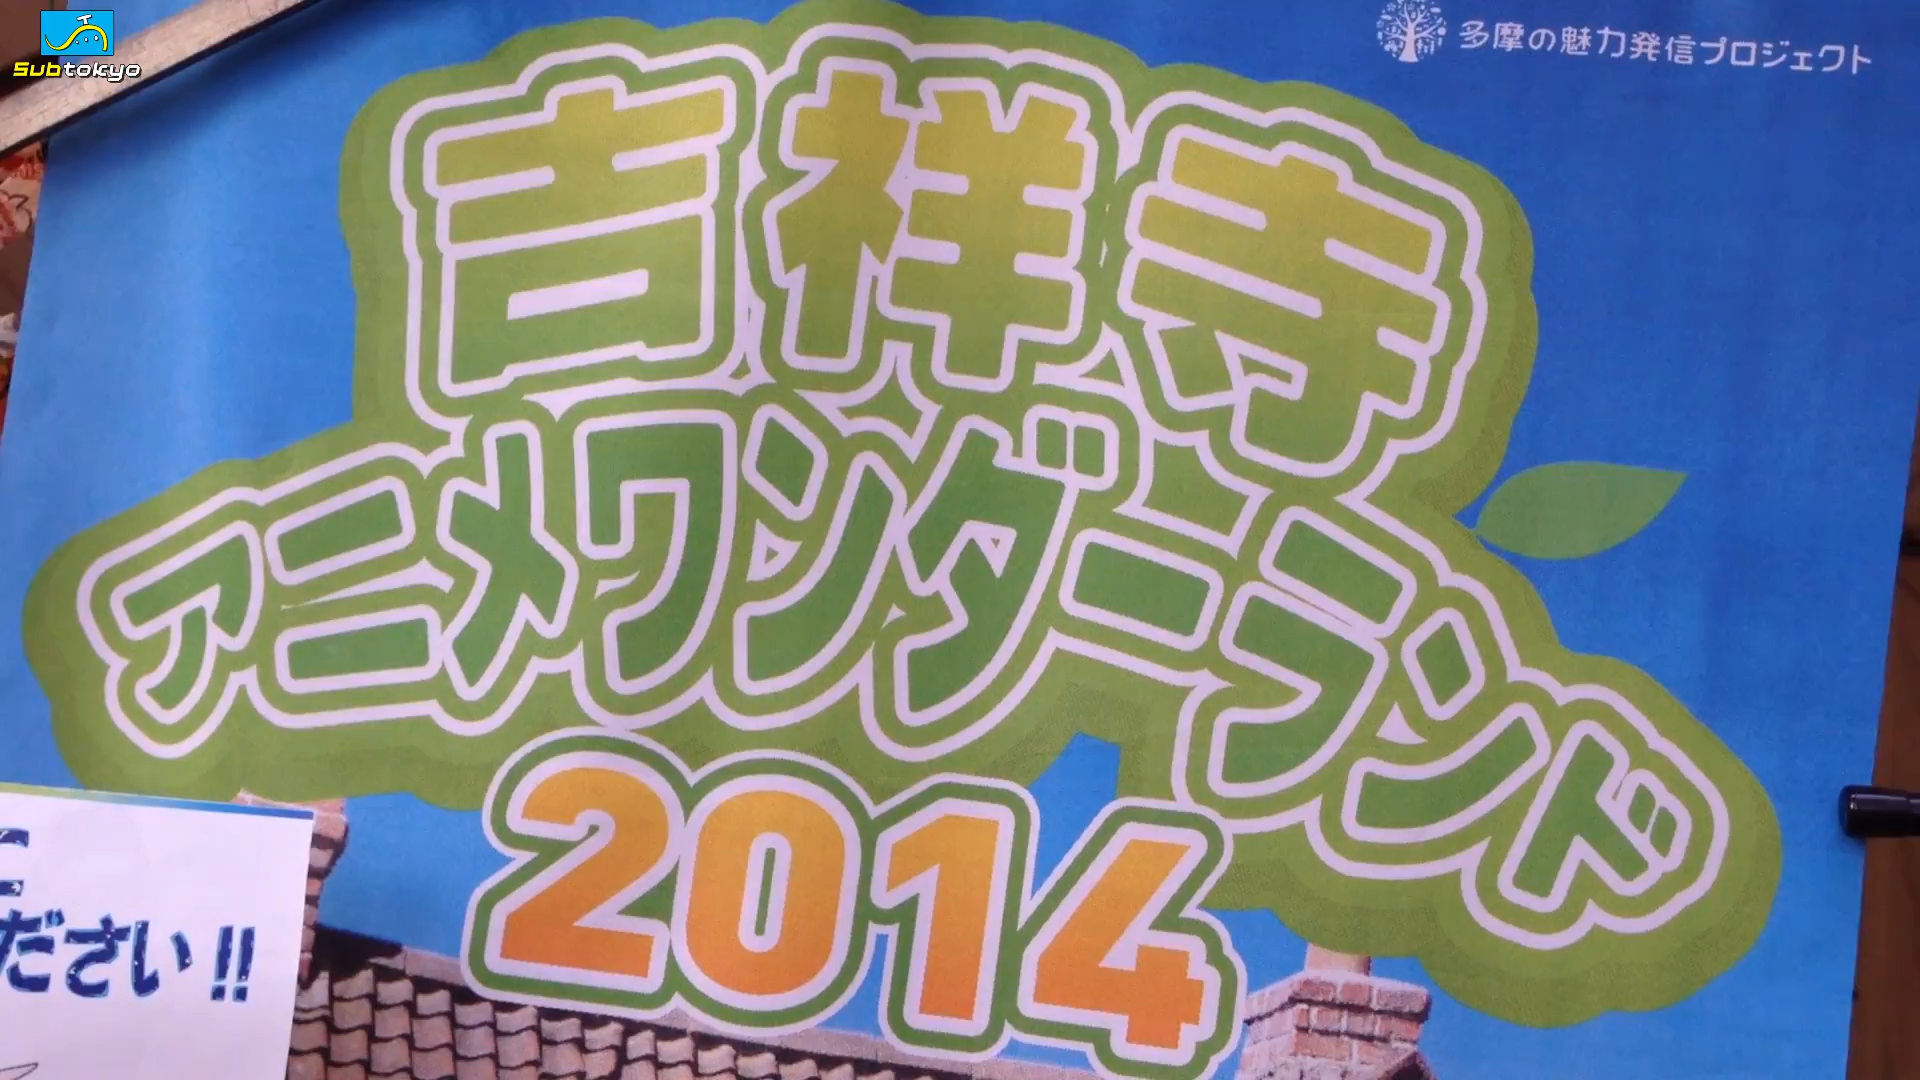 Subtokyo
多摩の魅力発信プロジェクト
吉祥寺
アニメワンダーランド
2014
ださい!!